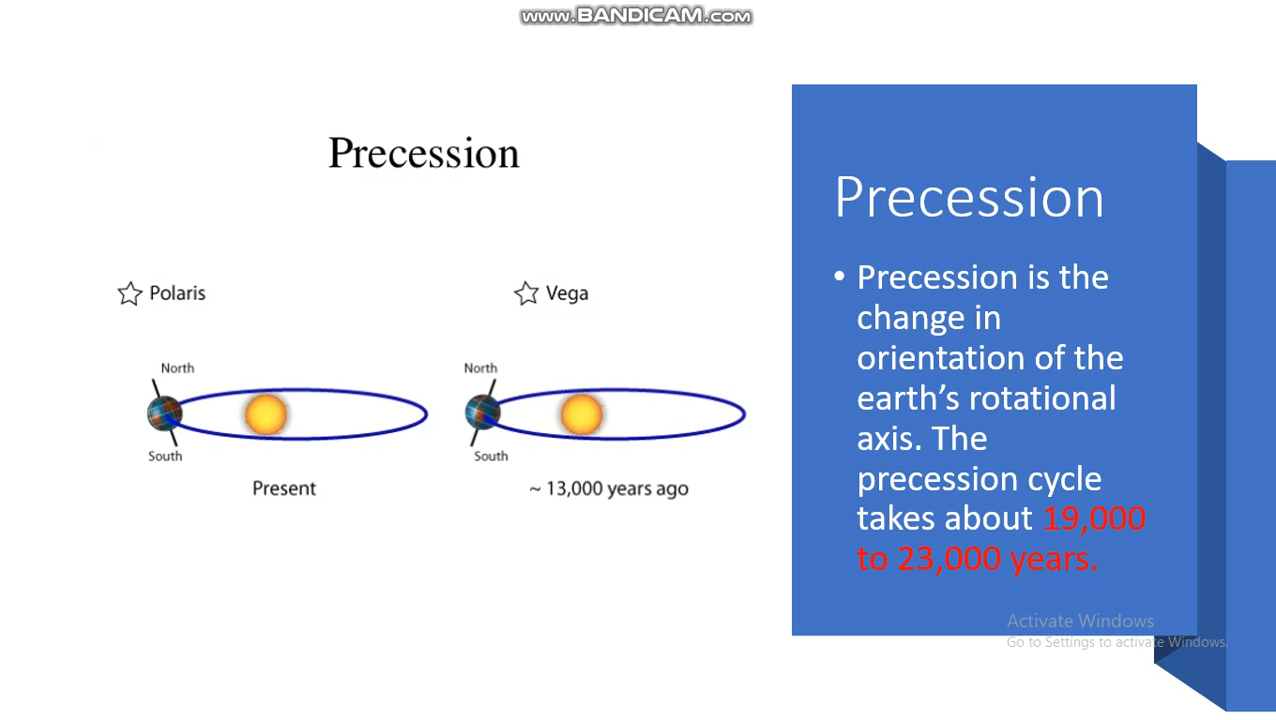 www.BANDICAM.com
Precession
Polaris
Vega
North
North
South
South
Present
~ 13,000 years ago
Precession
• Precession is the
change in
orientation of the
earth's rotational
axis. The
precession cycle
takes about 19,000
to 23,000 years.
Activate Windows
Go to Settings to activate Windows.